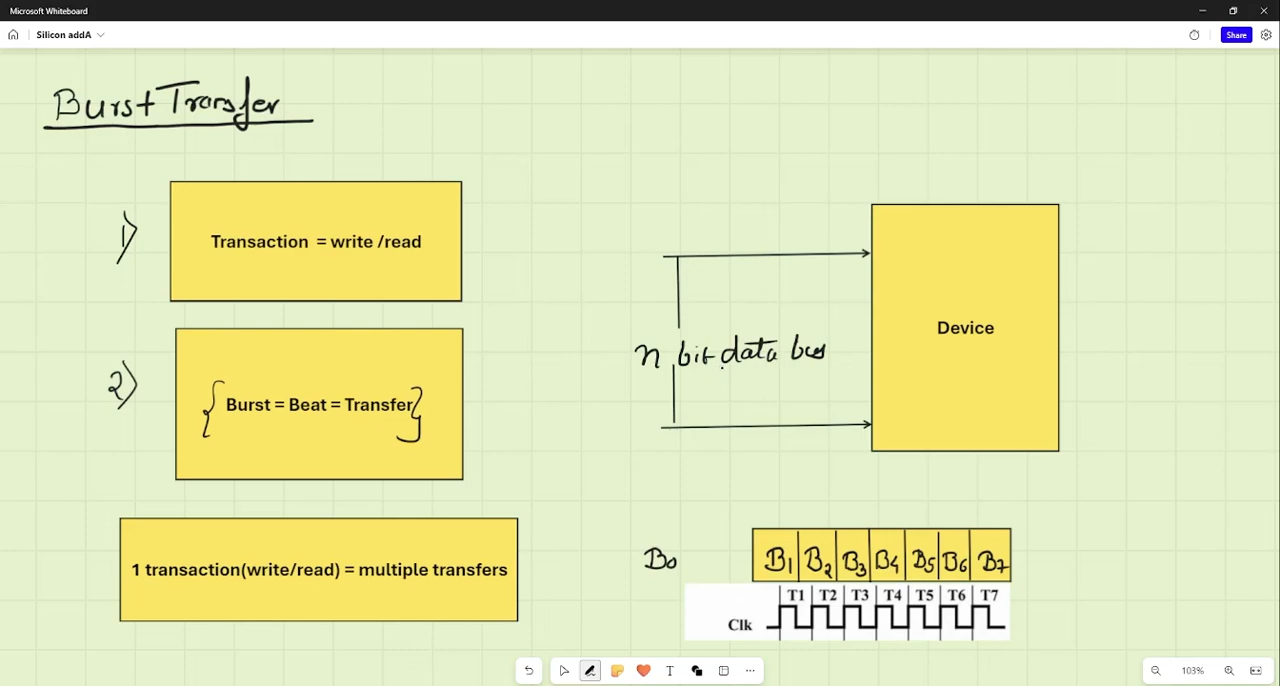 Microsoft Whiteboard
Silicon addA
Share
Burst Transfer
1)
Transaction = write /read
2)
{ Burst = Beat = Transfer }
1 transaction(write/read) = multiple transfers
n bit data bus
Device
B0
B1 B2 B3 B4 B5 B6 B7
T1 T2 T3 T4 T5 T6 T7
Clk
T
103%